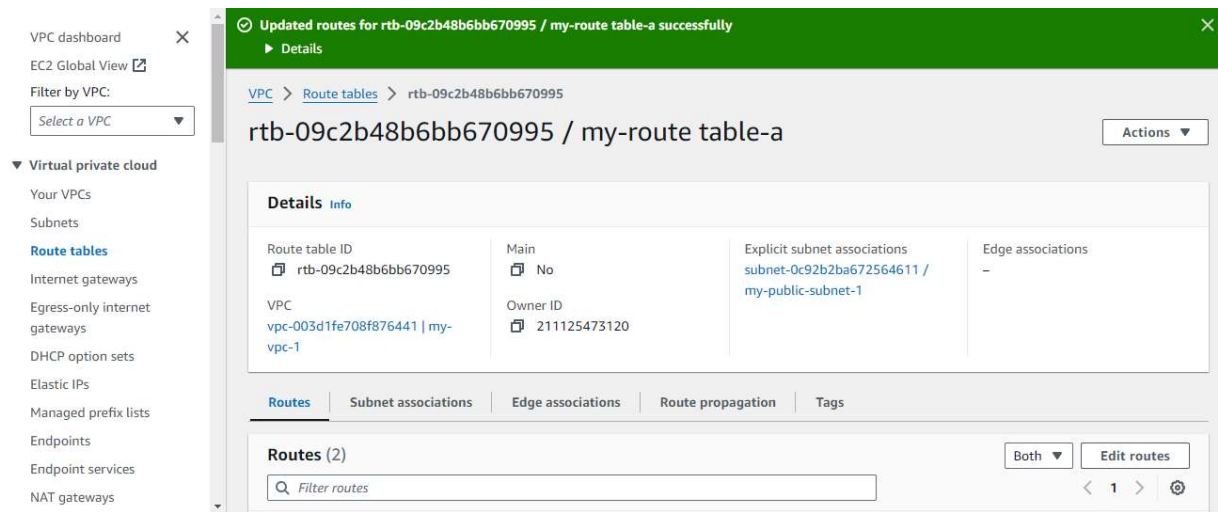 VPC dashboard
EC2 Global View
Filter by VPC:
Select a VPC
Virtual private cloud
Your VPCs
Subnets
Route tables
Internet gateways
Egress-only internet
gateways
DHCP option sets
Elastic IPs
Managed prefix lists
Endpoints
Endpoint services
NAT gateways
Updated routes for rtb-09c2b48b6bb670995 / my-route table-a successfully
Details
VPC > Route tables > rtb-09c2b48b6bb670995
rtb-09c2b48b6bb670995 / my-route table-a
Actions
Details Info
Route table ID
rtb-09c2b48b6bb670995
VPC
vpc-003d1fe708f876441 | my-
vpc-1
Main
No
Owner ID
211125473120
Explicit subnet associations
subnet-0c92b2ba672564611 /
my-public-subnet-1
Edge associations
–
Routes Subnet associations Edge associations Route propagation Tags
Routes (2)
Both Edit routes
Filter routes
1